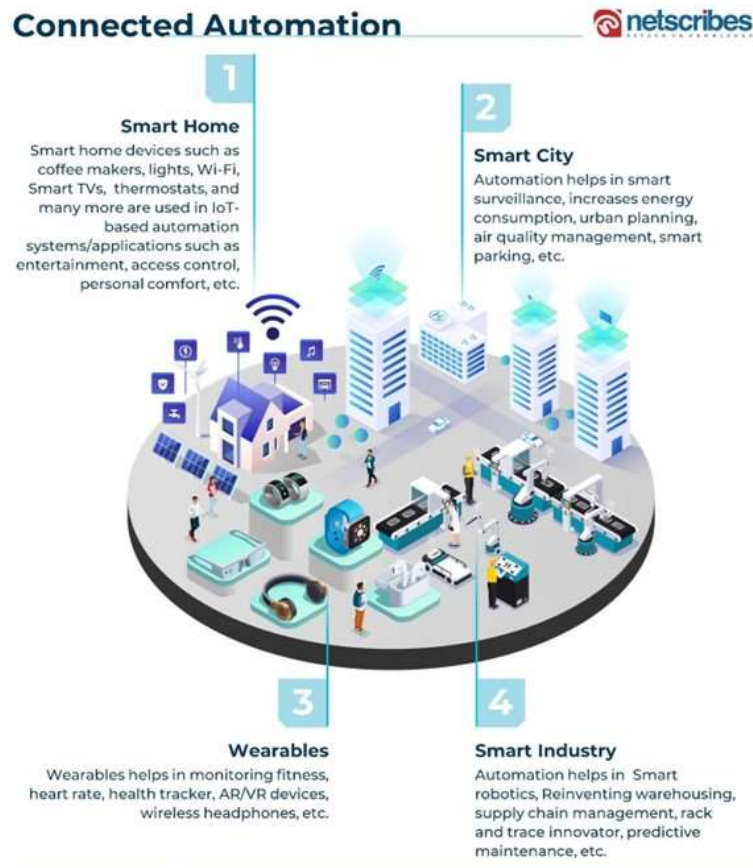 Connected Automation
netscribes
1
Smart Home
Smart home devices such as
coffee makers, lights, Wi-Fi,
Smart TVs, thermostats, and
many more are used in IoT-
based automation
systems/applications such as
entertainment, access control,
personal comfort, etc.
2
Smart City
Automation helps in smart
surveillance, increases energy
consumption, urban planning,
air quality management, smart
parking, etc.
3
Wearables
Wearables helps in monitoring fitness,
heart rate, health tracker, AR/VR devices,
wireless headphones, etc.
4
Smart Industry
Automation helps in Smart
robotics, Reinventing warehousing,
supply chain management, rack
and trace innovator, predictive
maintenance, etc.